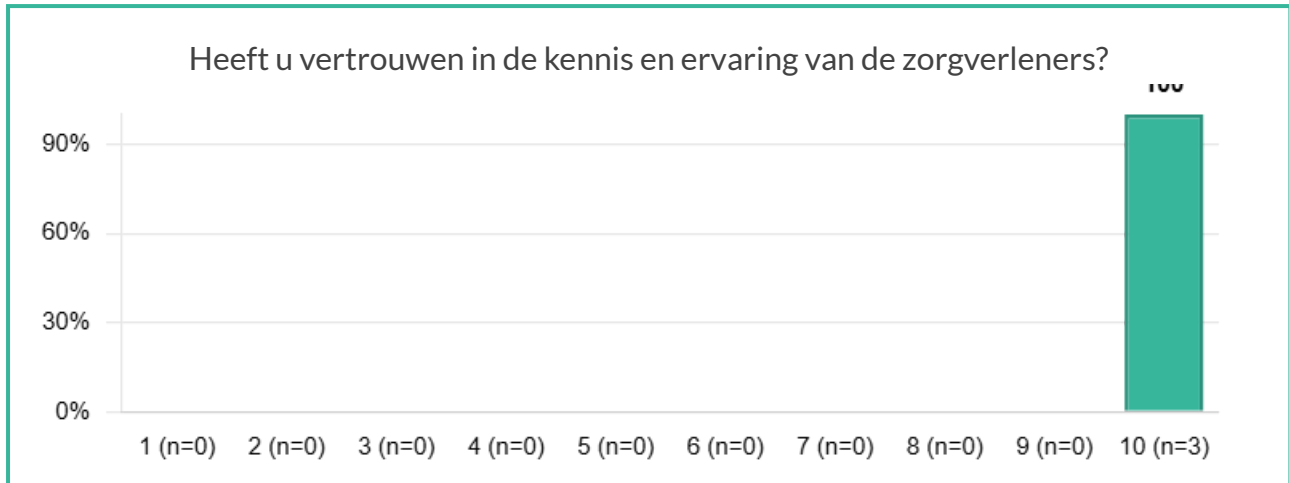 Heeft u vertrouwen in de kennis en ervaring van de zorgverleners?
100
90%
60%
30%
0%
1 (n=0) 2 (n=0) 3 (n=0) 4 (n=0) 5 (n=0) 6 (n=0) 7 (n=0) 8 (n=0) 9 (n=0) 10 (n=3)